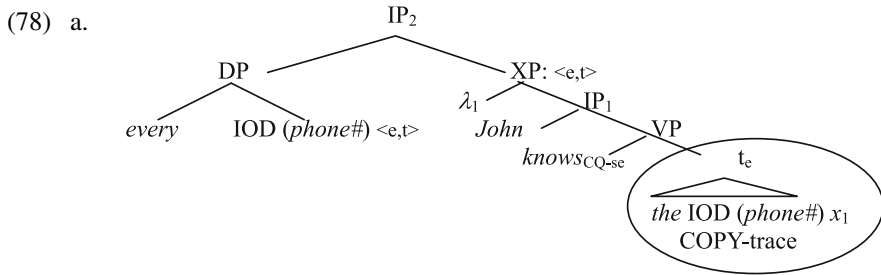 (78) a. IP₂
DP XP: <e,t>
every IOD (phone#) <e,t> λ₁ IP₁
John VP
knows_CQ-se tₑ
the IOD (phone#) x₁
COPY-trace